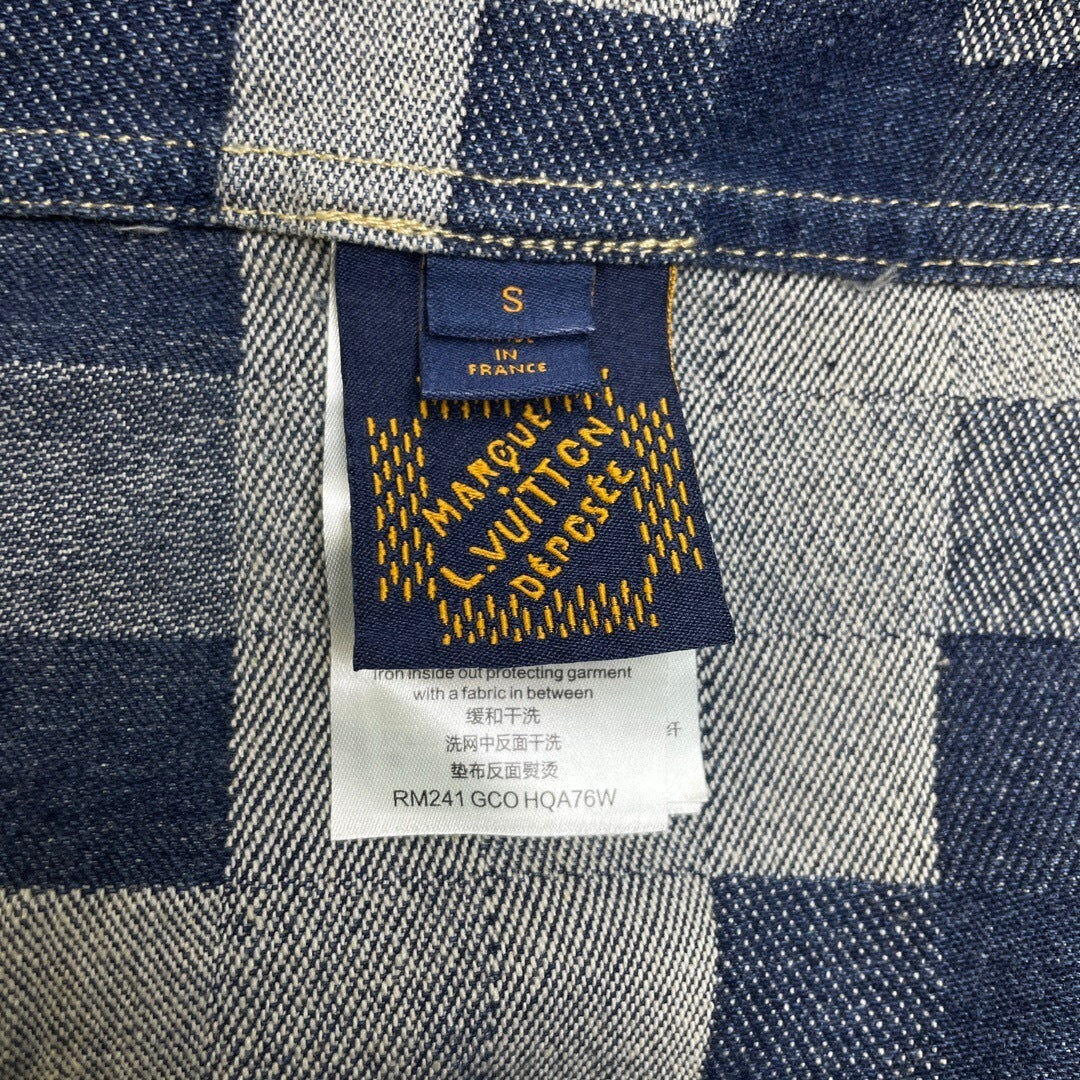 S
IN
FRANCE
MARQUE
L.VUITTON
DÉPOSÉE
Iron inside out protecting garment
with a fabric in between
缓和干洗
洗网中反面干洗
垫布反面熨烫
纤
RM241 GCO HQA76W